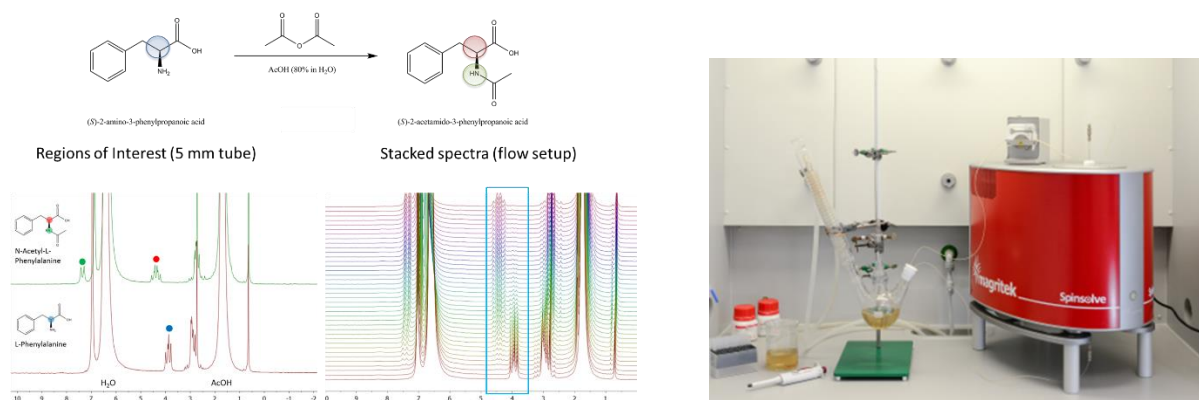 O
OH
NH₂
(S)-2-amino-3-phenylpropanoic acid
O O
O
AcOH (80% in H₂O)
O
OH
HN
O
(S)-2-acetamido-3-phenylpropanoic acid
Regions of Interest (5 mm tube)
Stacked spectra (flow setup)
N-Acetyl-L-
Phenylalanine
L-Phenylalanine
H₂O
AcOH
10 9 8 7 6 5 4 3 2 1 0 -1 -2
0 9 8 7 6 5 4 3 2 1
magritek
Spinsolve